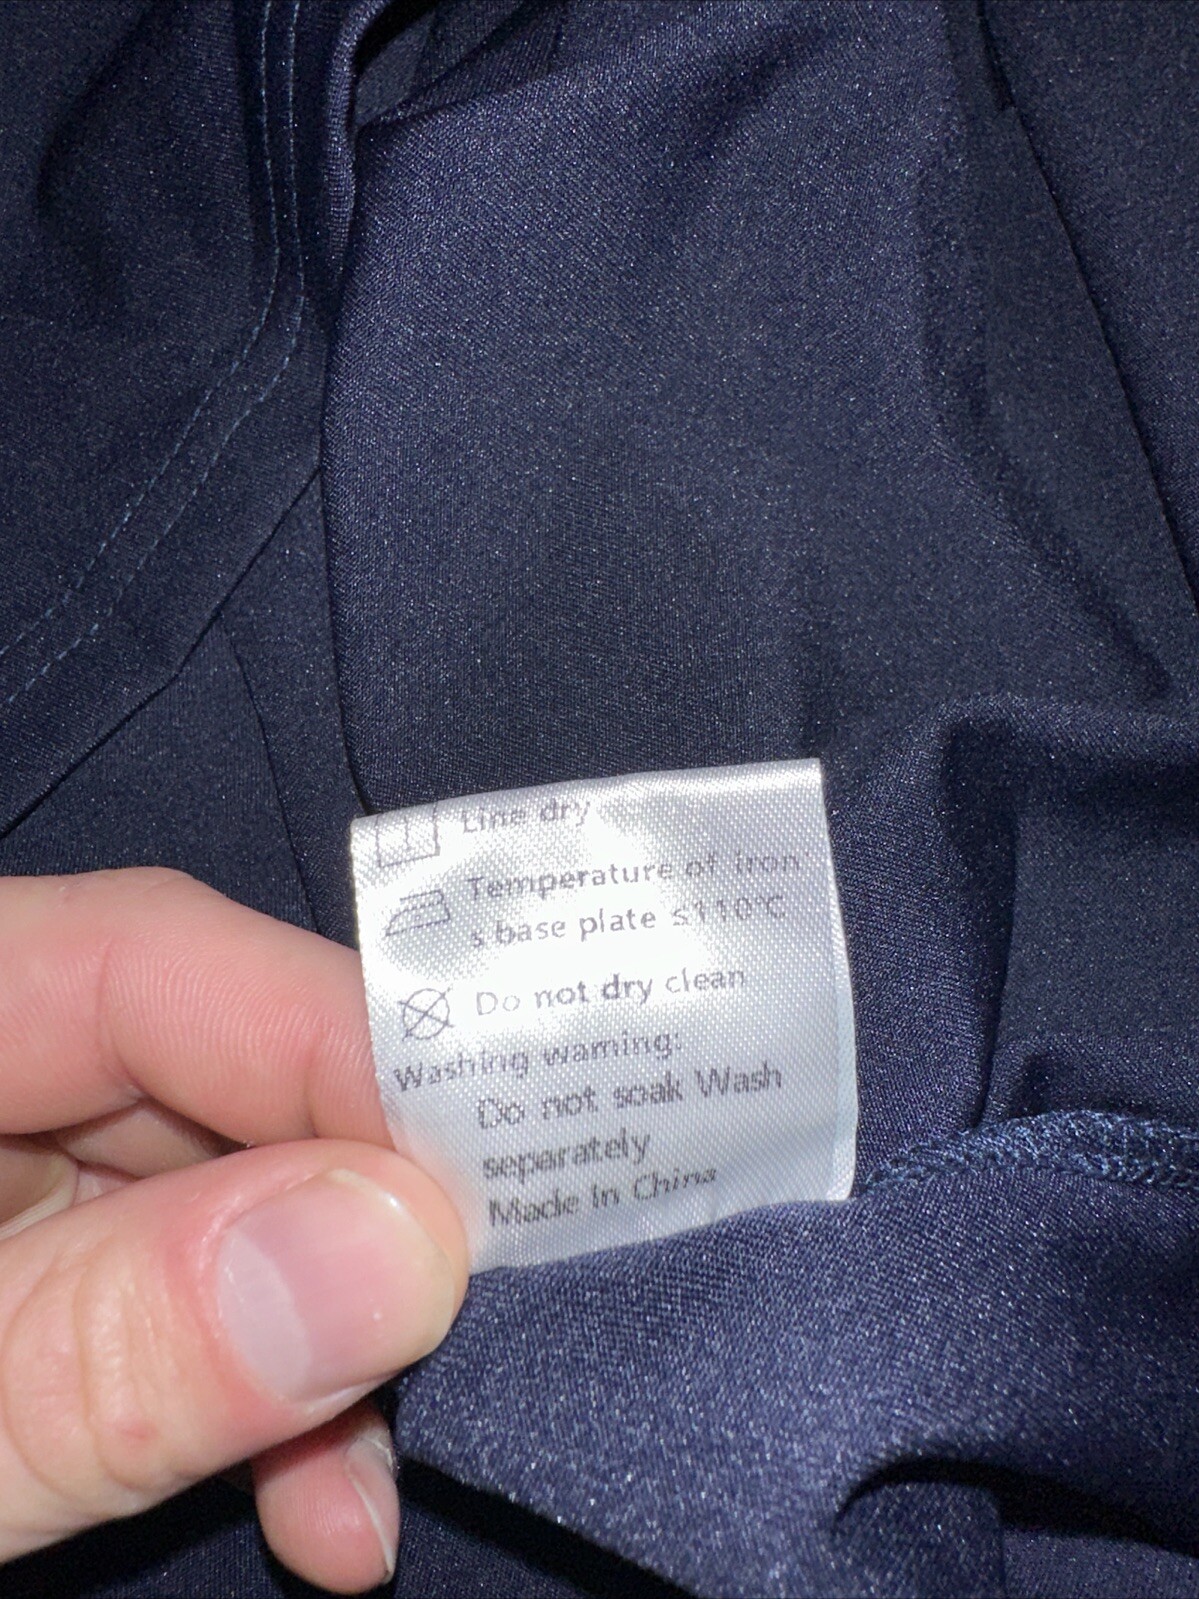 Line dry
Temperature of iron'
s base plate ≤110℃
Do not dry clean
Washing warning:
Do not soak Wash
separately
Made In China